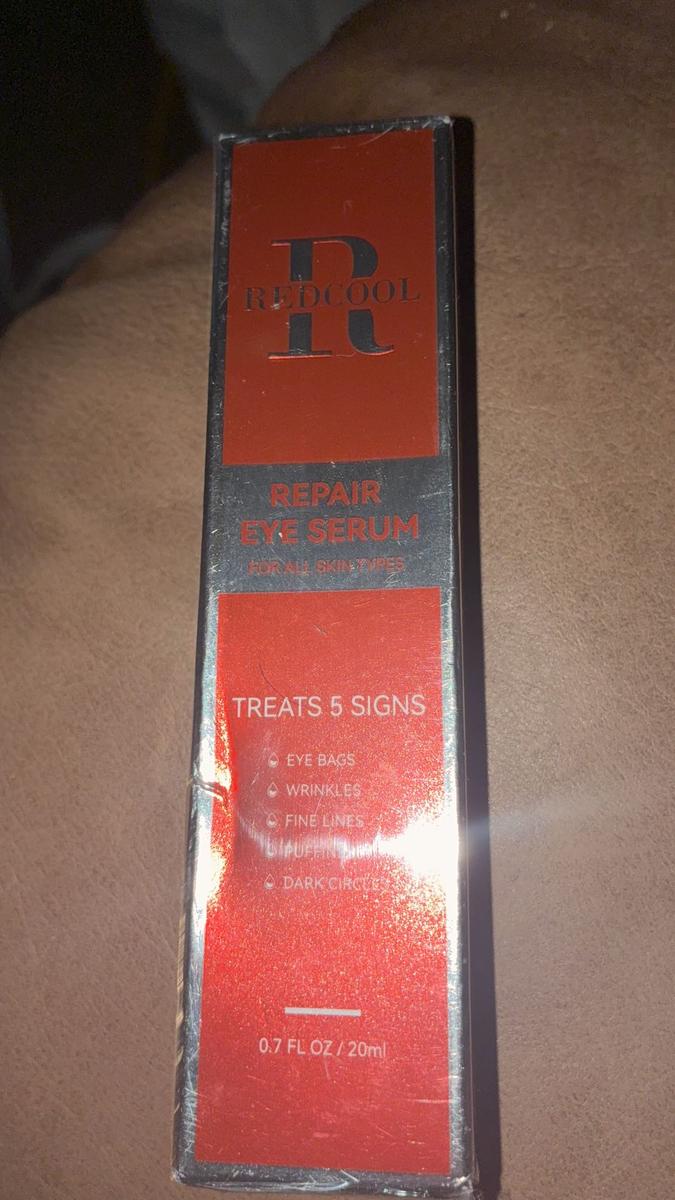 R
REDCOOL
REPAIR
EYE SERUM
FOR ALL SKIN TYPES
TREATS 5 SIGNS
EYE BAGS
WRINKLES
FINE LINES
DARK CIRCLES
0.7 FL OZ / 20ml